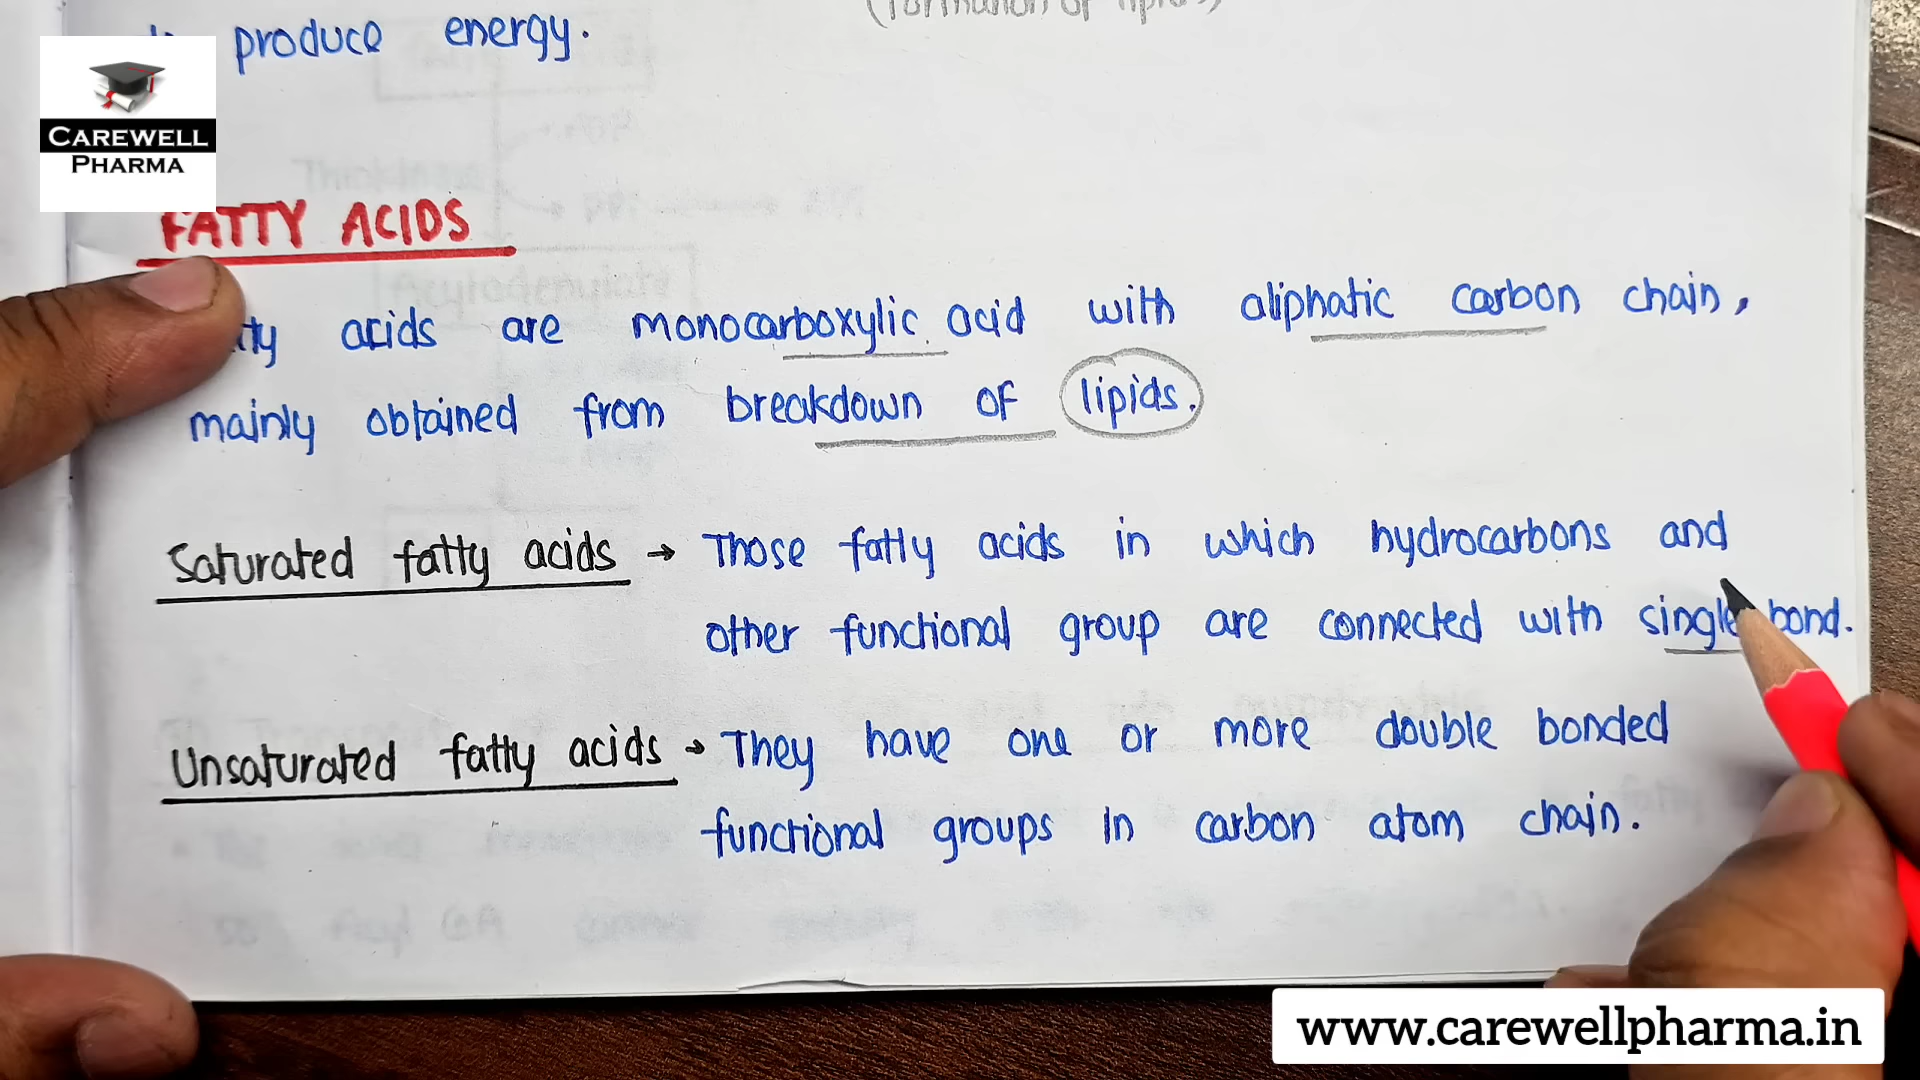 (formation of lipids)
produce energy.
CAREWELL
PHARMA
FATTY ACIDS
acids are monocarboxylic acid with aliphatic carbon chain,
mainly obtained from breakdown of lipids.
Saturated fatty acids → Those fatty acids in which hydrocarbons and
other functional group are connected with single bond.
Unsaturated fatty acids → They have one or more double bonded
functional groups in carbon atom chain.
www.carewellpharma.in